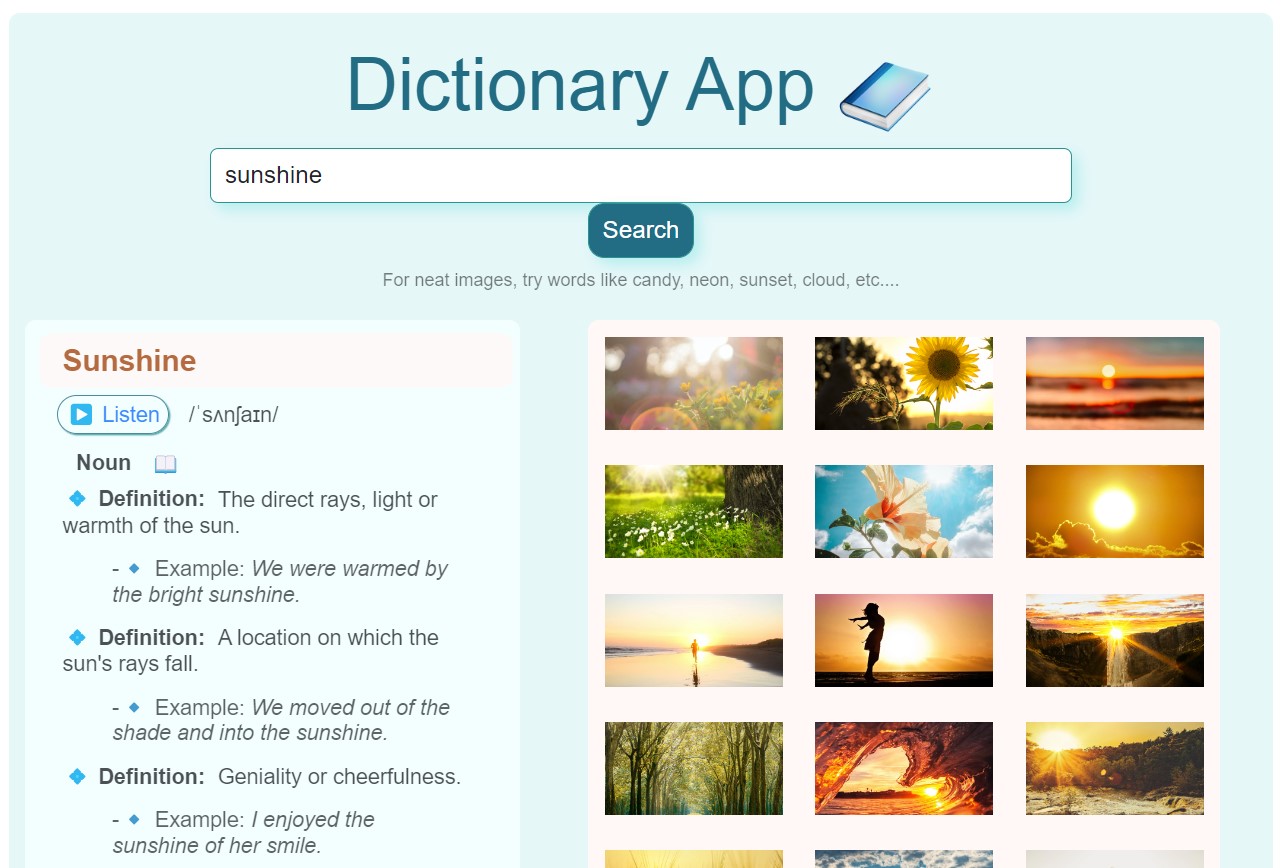 Dictionary App
sunshine
Search
For neat images, try words like candy, neon, sunset, cloud, etc....
Sunshine
Listen /ˈsʌnʃaɪn/
Noun
Definition: The direct rays, light or
warmth of the sun.
- Example: We were warmed by
the bright sunshine.
Definition: A location on which the
sun's rays fall.
- Example: We moved out of the
shade and into the sunshine.
Definition: Geniality or cheerfulness.
- Example: I enjoyed the
sunshine of her smile.